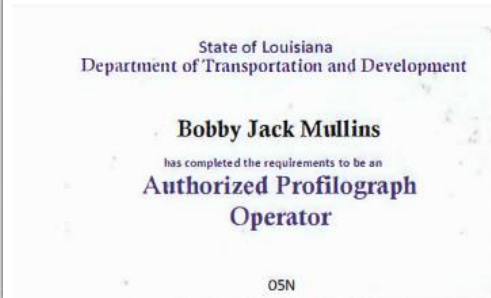 State of Louisiana
Department of Transportation and Development
Bobby Jack Mullins
has completed the requirements to be an
Authorized Profilograph
Operator
05N